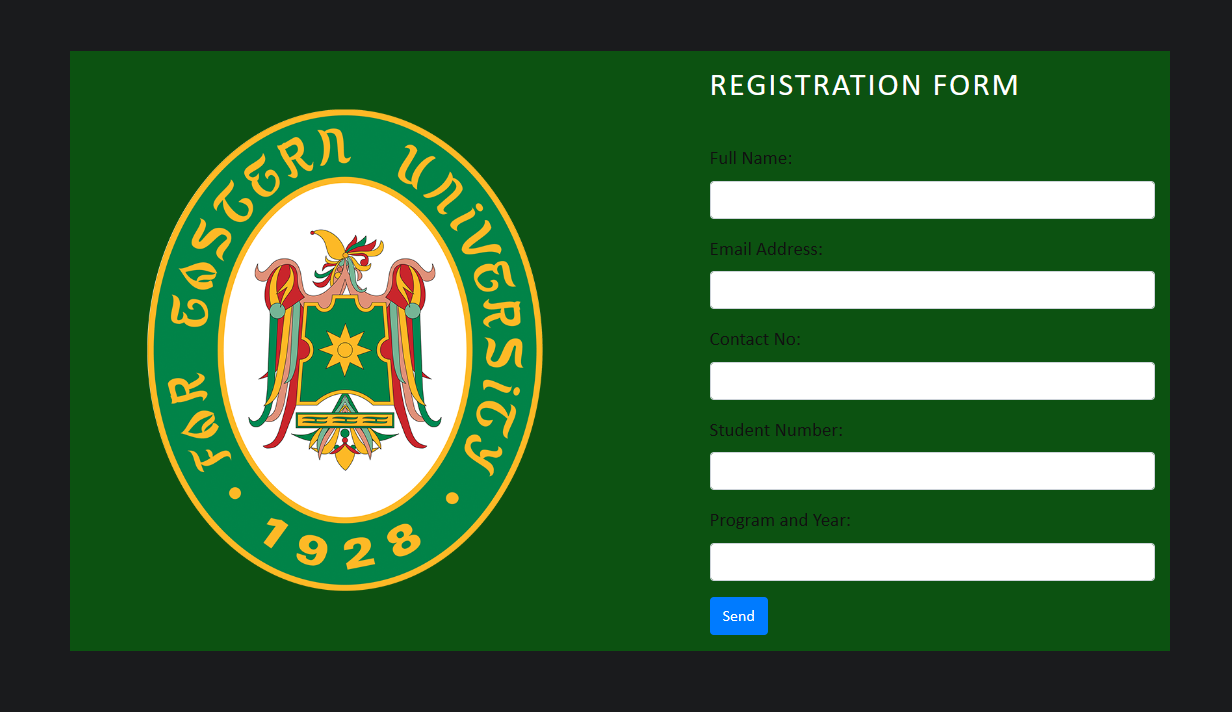 FAR EASTERN UNIVERSITY
• 1928 •
REGISTRATION FORM
Full Name:
Email Address:
Contact No:
Student Number:
Program and Year:
Send